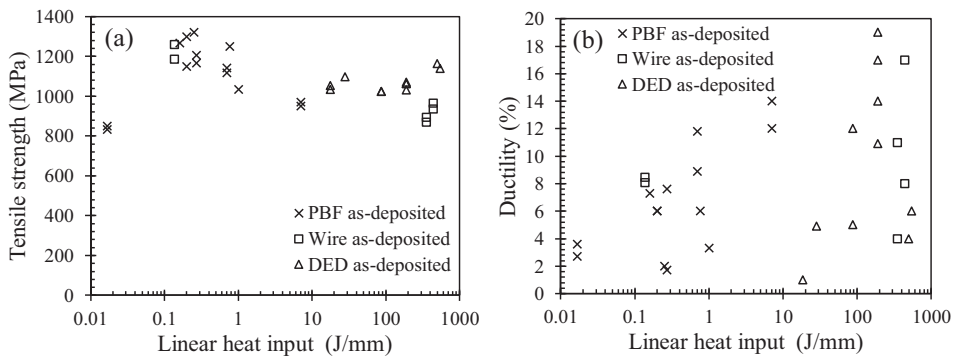 (a)
Tensile strength (MPa)
1400
1200
1000
800
600
400
200
0
× PBF as-deposited
□ Wire as-deposited
△ DED as-deposited
0.01 0.1 1 10 100 1000
Linear heat input (J/mm)
(b)
Ductility (%)
20
18
16
14
12
10
8
6
4
2
0
× PBF as-deposited
□ Wire as-deposited
△ DED as-deposited
0.01 0.1 1 10 100 1000
Linear heat input (J/mm)